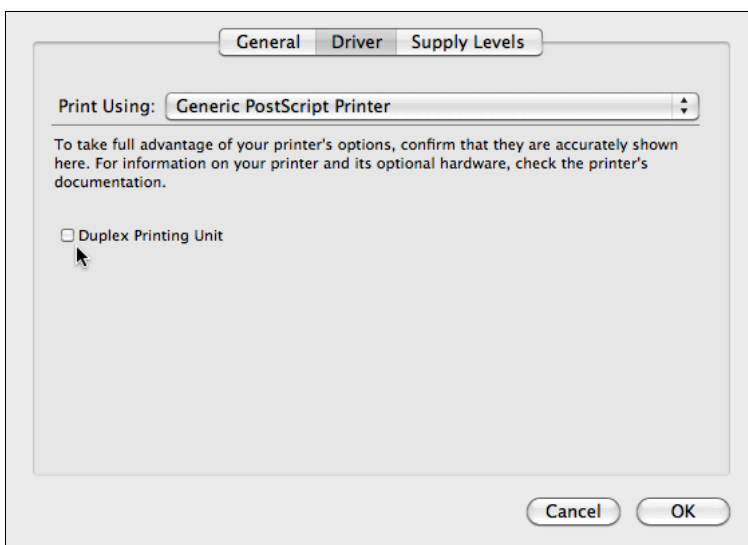 General Driver Supply Levels
Print Using: Generic PostScript Printer
To take full advantage of your printer's options, confirm that they are accurately shown
here. For information on your printer and its optional hardware, check the printer's
documentation.
Duplex Printing Unit
Cancel OK